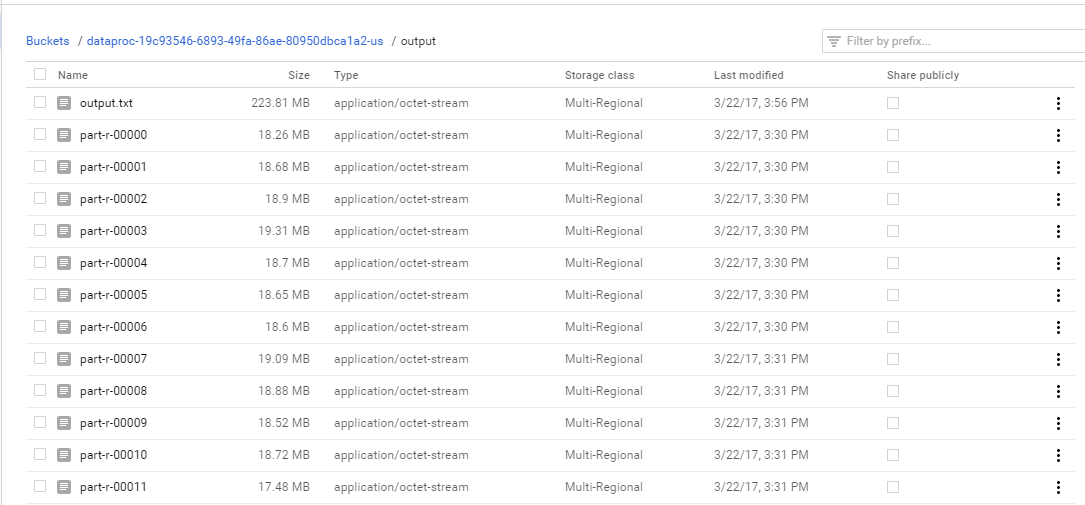 Buckets / dataproc-19c93546-6893-49fa-86ae-80950dbca1a2-us / output
Filter by prefix...
Name Size Type Storage class Last modified Share publicly
output.txt 223.81 MB application/octet-stream Multi-Regional 3/22/17, 3:56 PM
part-r-00000 18.26 MB application/octet-stream Multi-Regional 3/22/17, 3:30 PM
part-r-00001 18.68 MB application/octet-stream Multi-Regional 3/22/17, 3:30 PM
part-r-00002 18.9 MB application/octet-stream Multi-Regional 3/22/17, 3:30 PM
part-r-00003 19.31 MB application/octet-stream Multi-Regional 3/22/17, 3:30 PM
part-r-00004 18.7 MB application/octet-stream Multi-Regional 3/22/17, 3:30 PM
part-r-00005 18.65 MB application/octet-stream Multi-Regional 3/22/17, 3:30 PM
part-r-00006 18.6 MB application/octet-stream Multi-Regional 3/22/17, 3:30 PM
part-r-00007 19.09 MB application/octet-stream Multi-Regional 3/22/17, 3:31 PM
part-r-00008 18.88 MB application/octet-stream Multi-Regional 3/22/17, 3:31 PM
part-r-00009 18.52 MB application/octet-stream Multi-Regional 3/22/17, 3:31 PM
part-r-00010 18.72 MB application/octet-stream Multi-Regional 3/22/17, 3:31 PM
part-r-00011 17.48 MB application/octet-stream Multi-Regional 3/22/17, 3:31 PM